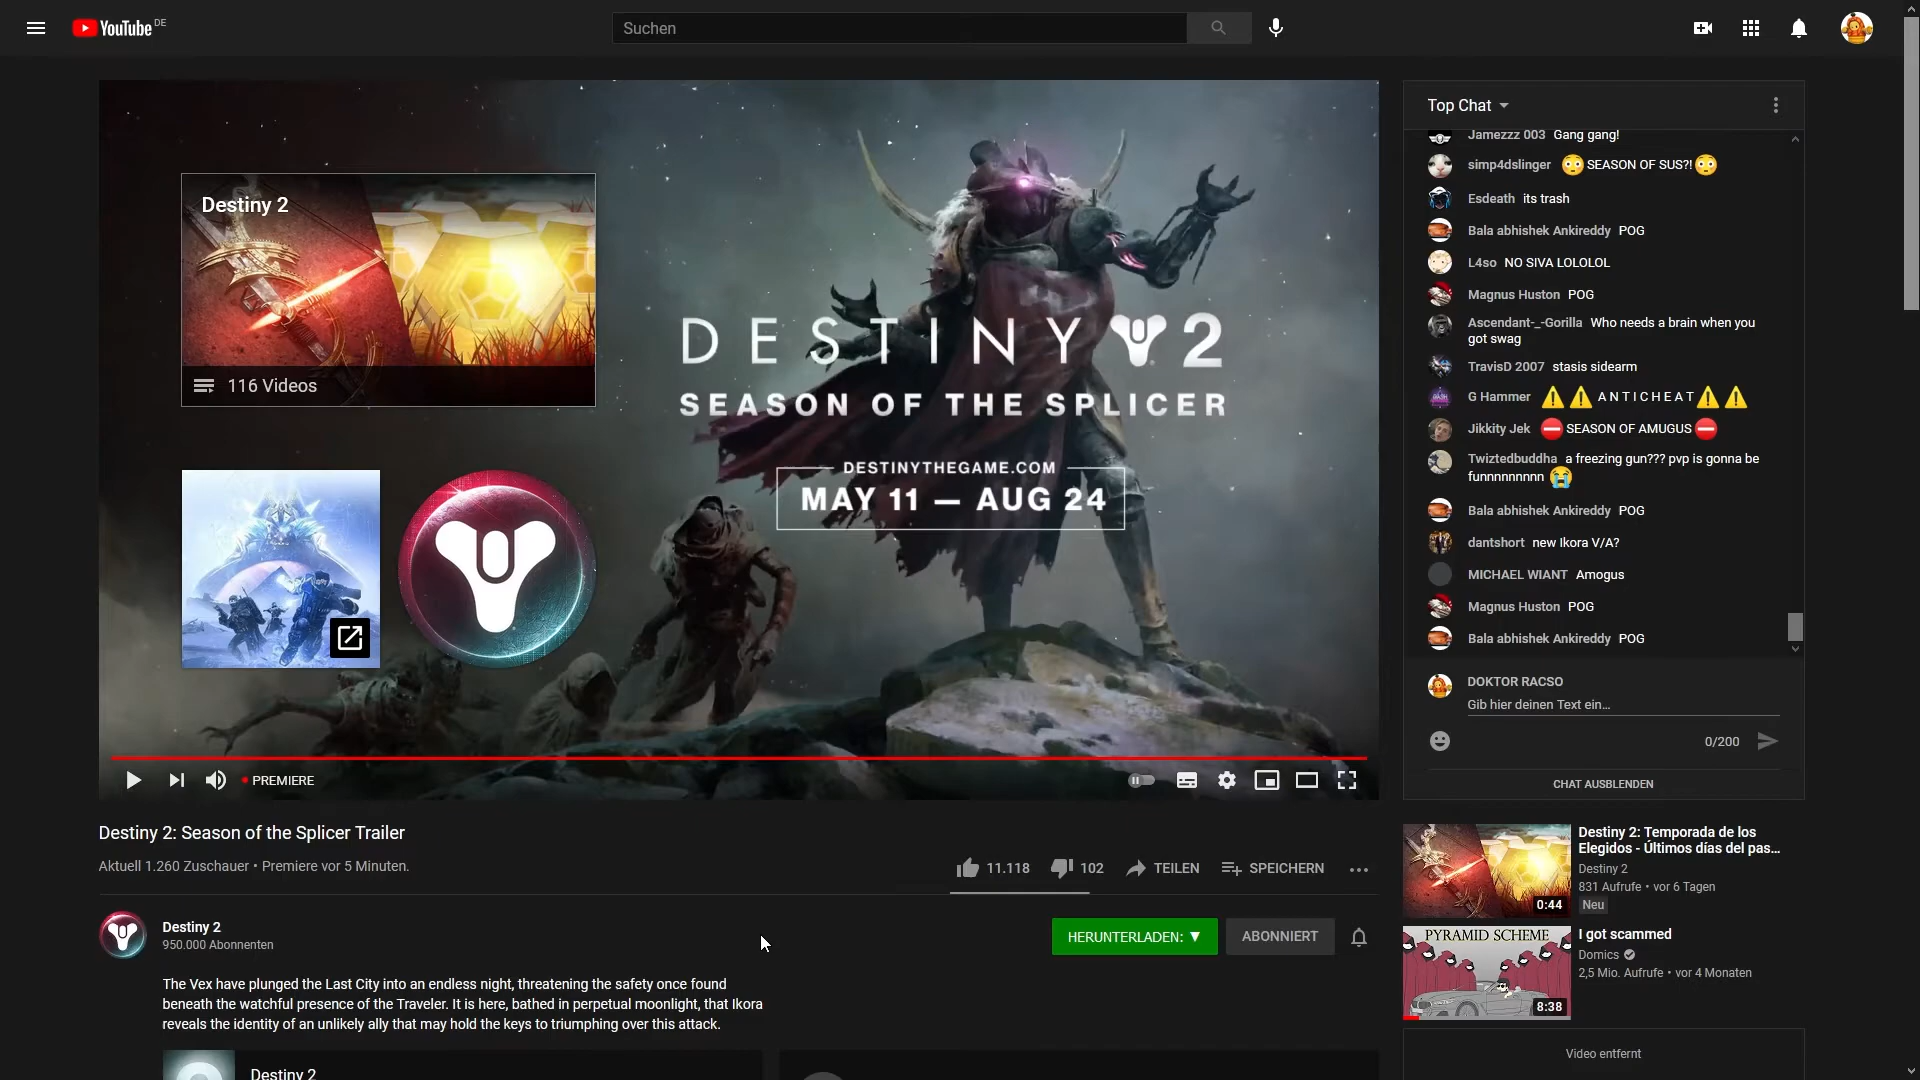 YouTube DE
Suchen
Destiny 2
116 Videos
DESTINY 2
SEASON OF THE SPLICER
DESTINYTHEGAME.COM
MAY 11 — AUG 24
PREMIERE
Top Chat
Jamezzz 003 Gang gang!
simp4dslinger 😳 SEASON OF SUS?! 😳
Esdeath its trash
Bala abhishek Ankireddy POG
L4so NO SIVA LOLOLOL
Magnus Huston POG
Ascendant-_-Gorilla Who needs a brain when you
got swag
TravisD 2007 stasis sidearm
G Hammer ⚠️ ⚠️ A N T I C H E A T ⚠️ ⚠️
Jikkity Jek ⛔ SEASON OF AMUGUS ⛔
Twiztedbuddha a freezing gun??? pvp is gonna be
funnnnnnnnn 😭
Bala abhishek Ankireddy POG
dantshort new Ikora V/A?
MICHAEL WIANT Amogus
Magnus Huston POG
Bala abhishek Ankireddy POG
DOKTOR RACSO
Gib hier deinen Text ein...
0/200
CHAT AUSBLENDEN
Destiny 2: Season of the Splicer Trailer
Aktuell 1.260 Zuschauer • Premiere vor 5 Minuten.
11.118 102 TEILEN SPEICHERN
Destiny 2
950.000 Abonnenten
HERUNTERLADEN: ▼ ABONNIERT
The Vex have plunged the Last City into an endless night, threatening the safety once found
beneath the watchful presence of the Traveler. It is here, bathed in perpetual moonlight, that Ikora
reveals the identity of an unlikely ally that may hold the keys to triumphing over this attack.
Destiny 2
Destiny 2: Temporada de los
Elegidos - Últimos días del pas...
Destiny 2
831 Aufrufe • vor 6 Tagen
Neu
0:44
PYRAMID SCHEME
8:38
I got scammed
Domics
2,5 Mio. Aufrufe • vor 4 Monaten
Video entfernt